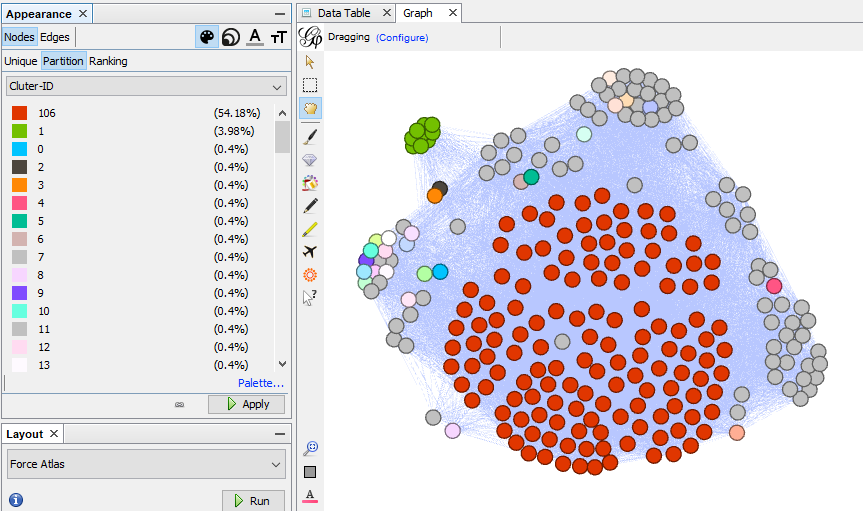 Appearance
Nodes Edges
A
TT
Unique Partition Ranking
Cluter-ID
106 (54.18%)
1 (3.98%)
0 (0.4%)
2 (0.4%)
3 (0.4%)
4 (0.4%)
5 (0.4%)
6 (0.4%)
7 (0.4%)
8 (0.4%)
9 (0.4%)
10 (0.4%)
11 (0.4%)
12 (0.4%)
13 (0.4%)
Palette...
Apply
Layout
Force Atlas
Run
Data Table
Graph
Dragging (Configure)
?
A